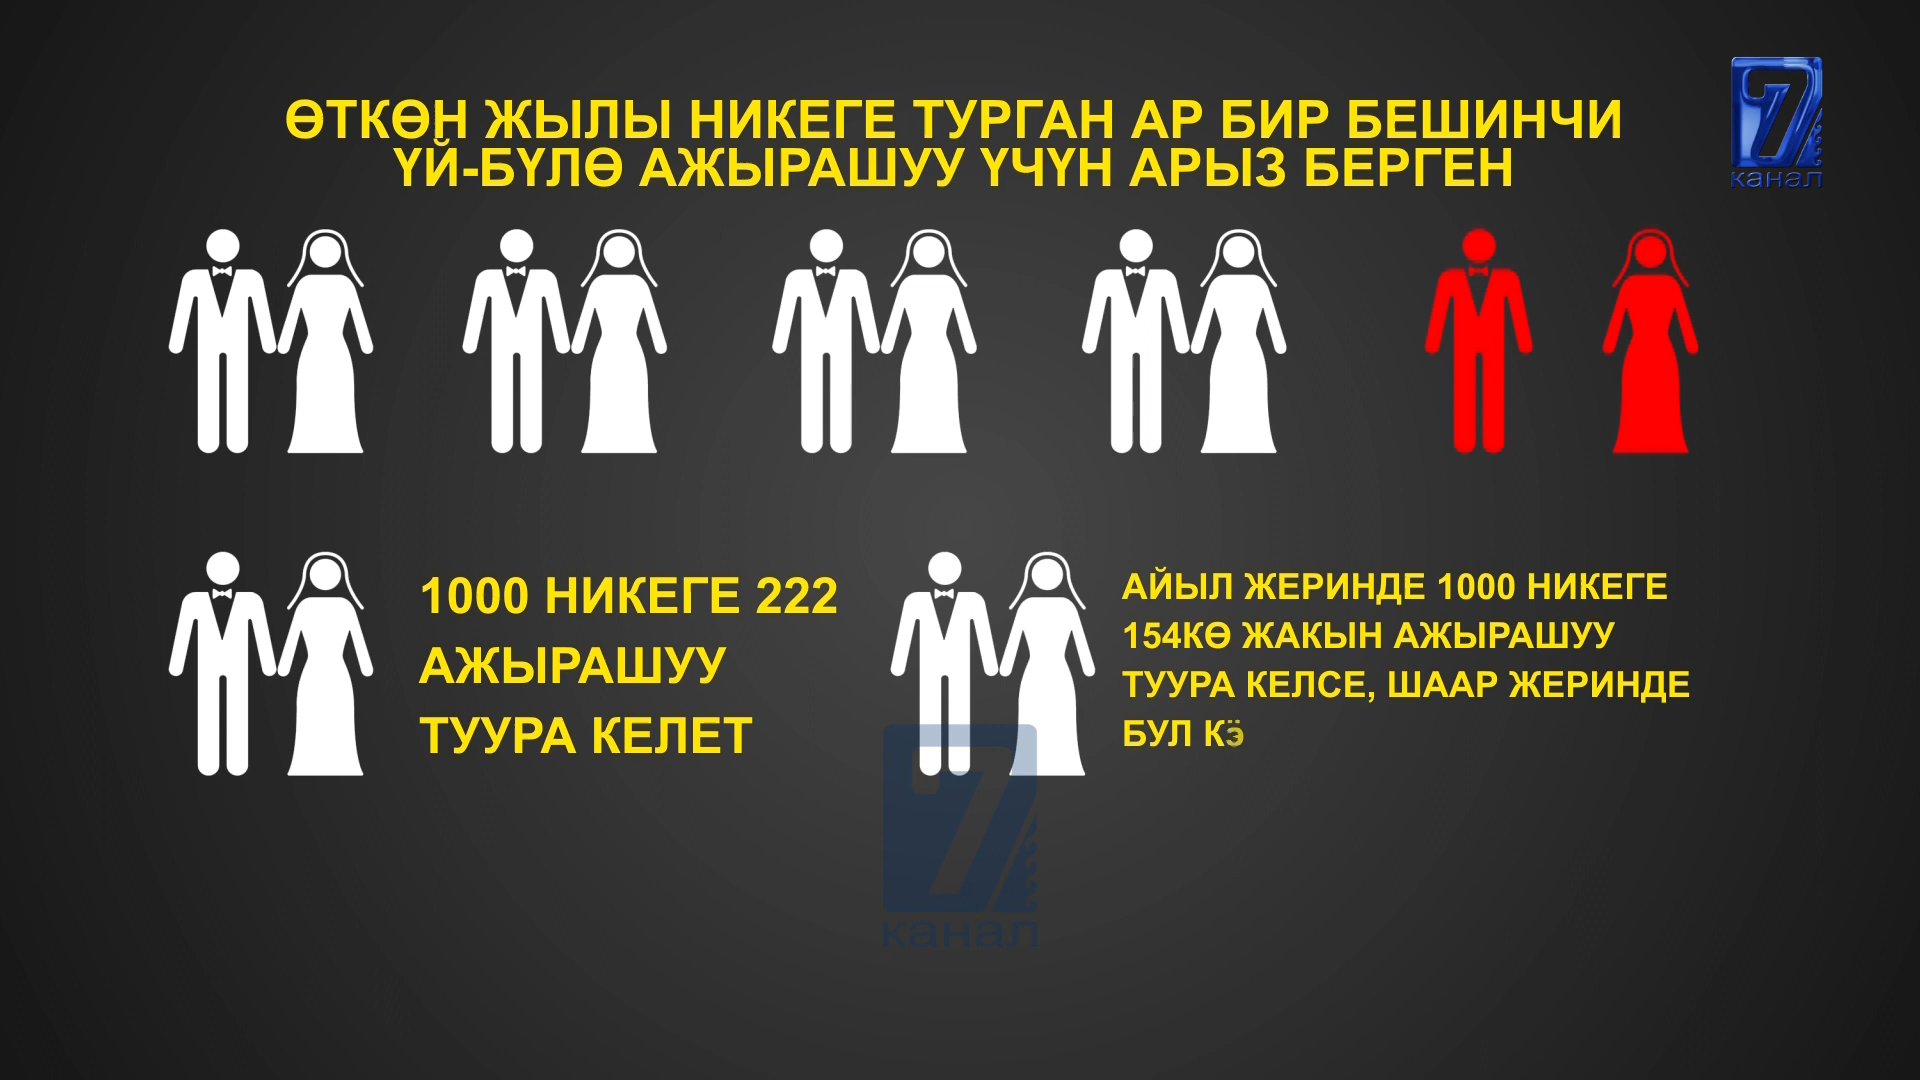 ӨТКӨН ЖЫЛЫ НИКЕГЕ ТУРГАН АР БИР БЕШИНЧИ
ҮЙ-БҮЛӨ АЖЫРАШУУ ҮЧҮН АРЫЗ БЕРГЕН
7
канал
1000 НИКЕГЕ 222
АЖЫРАШУУ
ТУУРА КЕЛЕТ
АЙЫЛ ЖЕРИНДЕ 1000 НИКЕГЕ
154КӨ ЖАКЫН АЖЫРАШУУ
ТУУРА КЕЛСЕ, ШААР ЖЕРИНДЕ
БУЛ
7
канал